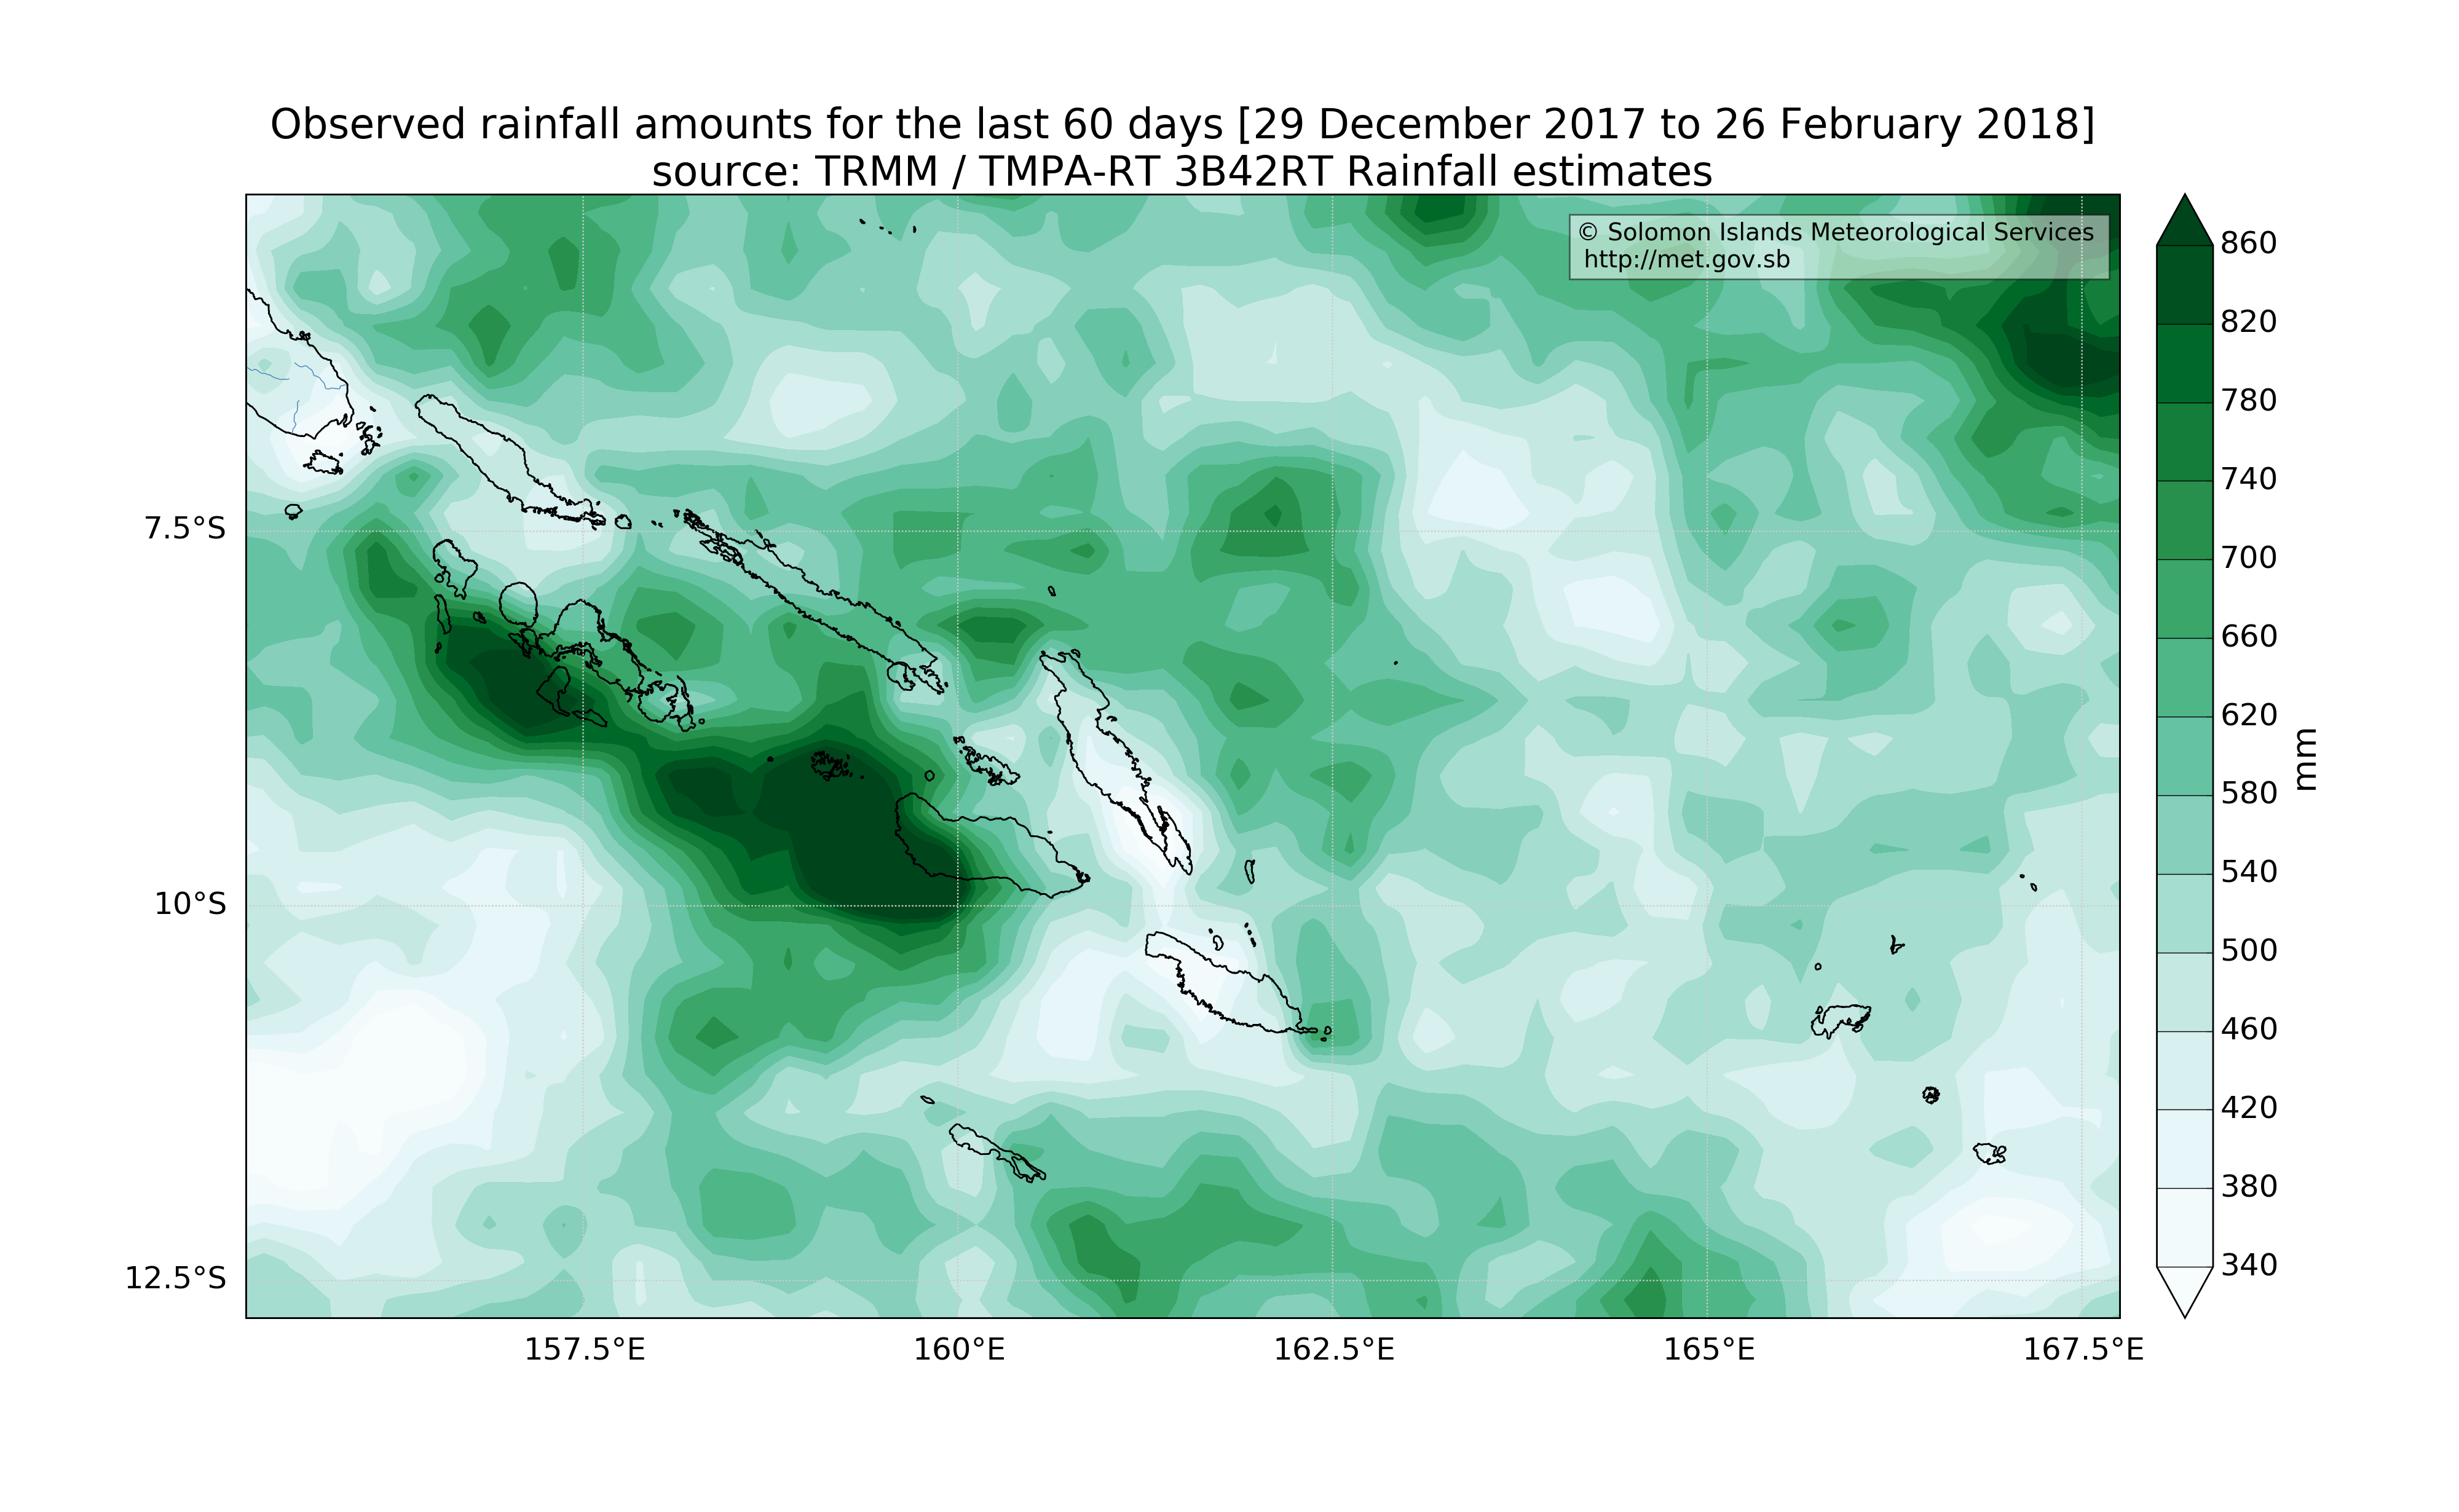 Observed rainfall amounts for the last 60 days [29 December 2017 to 26 February 2018]
source: TRMM / TMPA-RT 3B42RT Rainfall estimates
© Solomon Islands Meteorological Services
http://met.gov.sb
7.5°S
10°S
12.5°S
157.5°E
160°E
162.5°E
165°E
167.5°E
860
820
780
740
700
660
620
580
540
500
460
420
380
340
mm